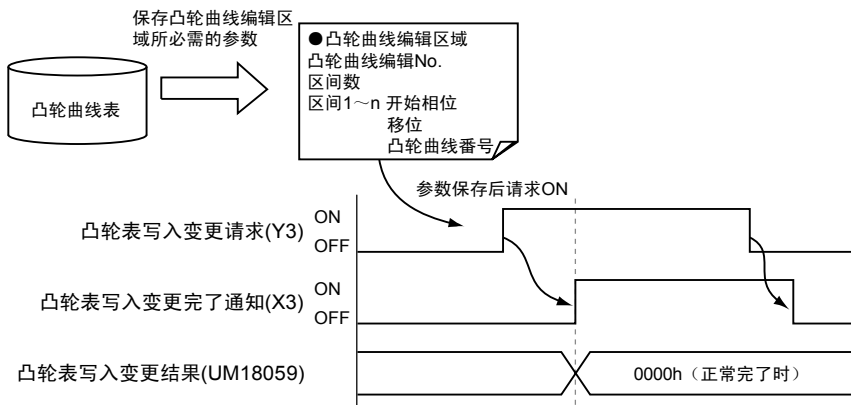 保存凸轮曲线编辑区
域所必需的参数
凸轮曲线表
●凸轮曲线编辑区域
凸轮曲线编辑No.
区间数
区间1～n 开始相位
移位
凸轮曲线番号
参数保存后请求ON
凸轮表写入变更请求(Y3) ON
OFF
凸轮表写入变更完了通知(X3) ON
OFF
凸轮表写入变更结果(UM18059) 0000h（正常完了时）